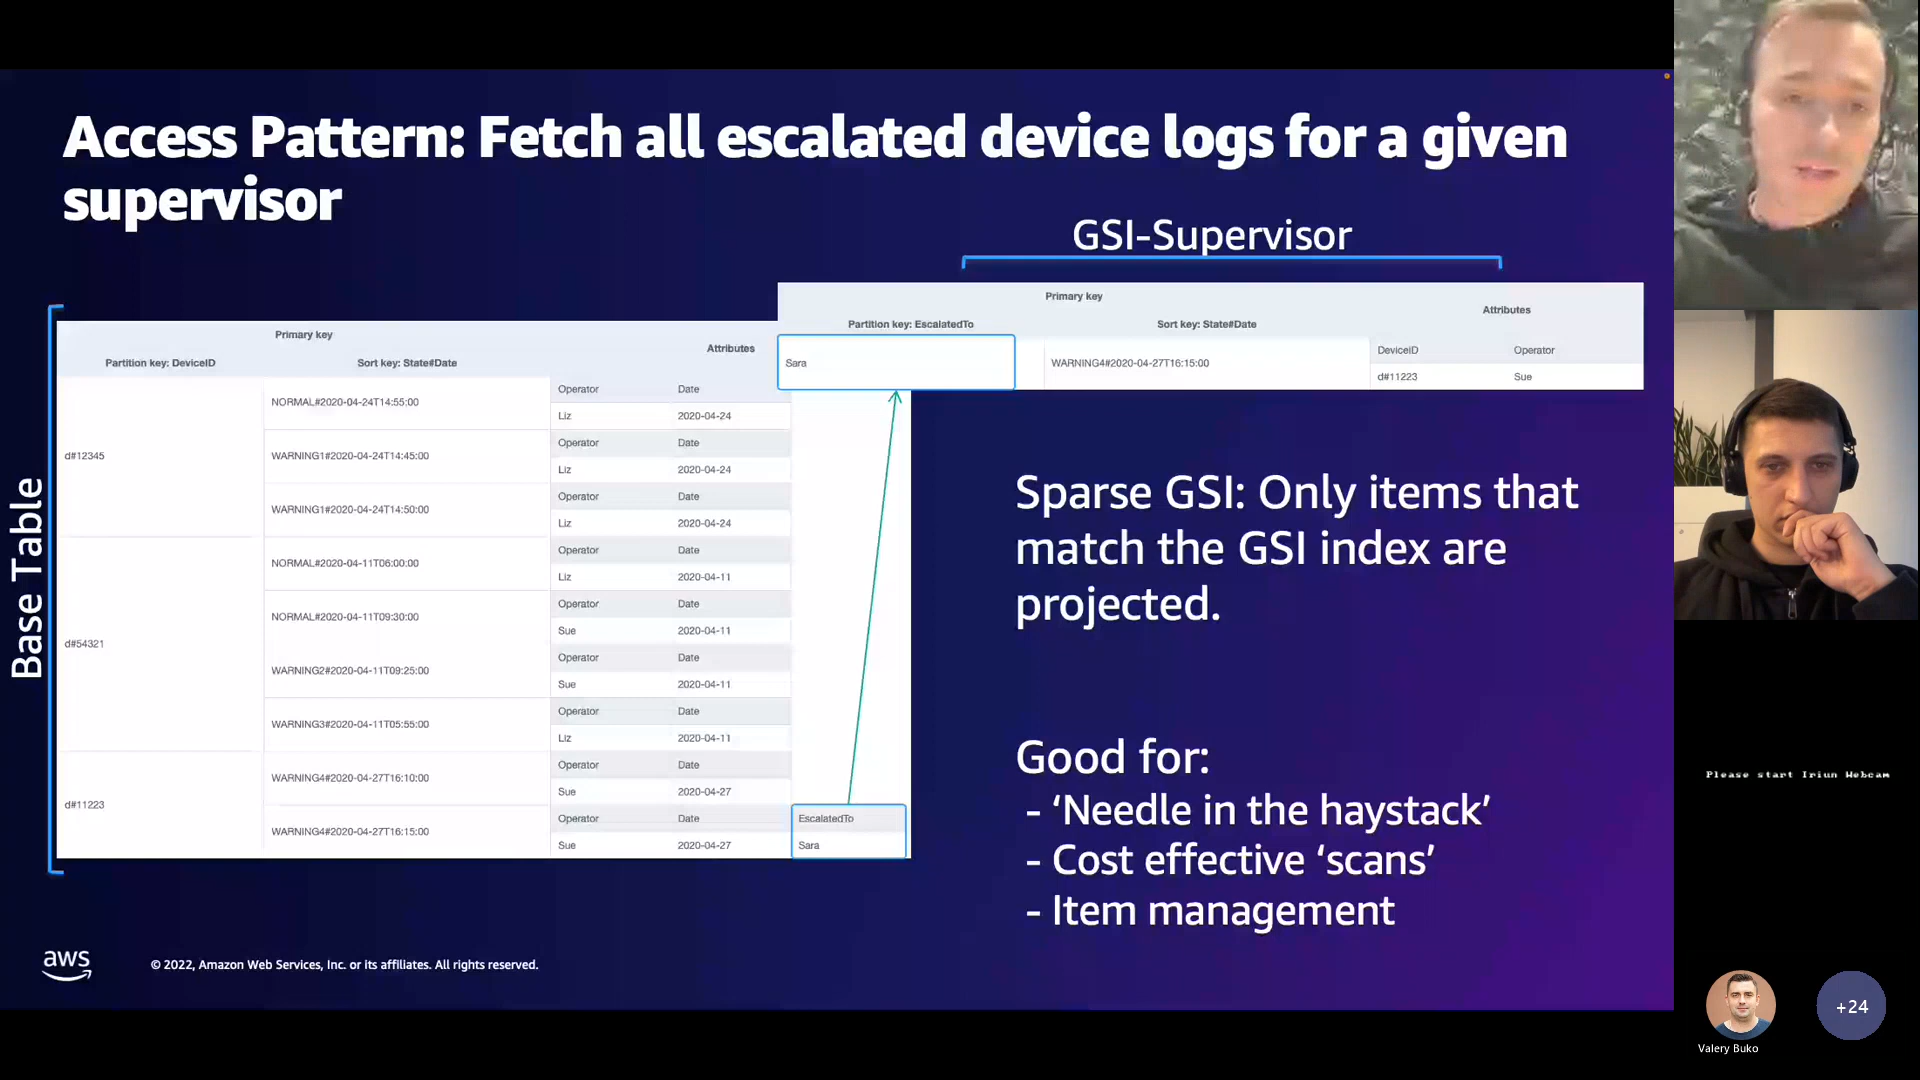 Access Pattern: Fetch all escalated device logs for a given
supervisor
GSI-Supervisor
Primary key
Attributes
Partition key: EscalatedTo
Sort key: State#Date
Sara
WARNING4#2020-04-27T16:15:00
DeviceID
Operator
d#11223
Sue
Base Table
Primary key
Attributes
Partition key: DeviceID
Sort key: State#Date
d#12345
NORMAL#2020-04-24T14:55:00
Operator
Date
Liz
2020-04-24
WARNING1#2020-04-24T14:45:00
Operator
Date
Liz
2020-04-24
WARNING1#2020-04-24T14:50:00
Operator
Date
Liz
2020-04-24
d#54321
NORMAL#2020-04-11T06:00:00
Operator
Date
Liz
2020-04-11
NORMAL#2020-04-11T09:30:00
Operator
Date
Sue
2020-04-11
WARNING2#2020-04-11T09:25:00
Operator
Date
Sue
2020-04-11
WARNING3#2020-04-11T05:55:00
Operator
Date
Liz
2020-04-11
d#11223
WARNING4#2020-04-27T16:10:00
Operator
Date
Sue
2020-04-27
WARNING4#2020-04-27T16:15:00
Operator
Date
EscalatedTo
Sue
2020-04-27
Sara
Sparse GSI: Only items that
match the GSI index are
projected.
Good for:
- ‘Needle in the haystack’
- Cost effective ‘scans’
- Item management
aws
© 2022, Amazon Web Services, Inc. or its affiliates. All rights reserved.
Please start Iriun Webcam
+24
Valery Buko